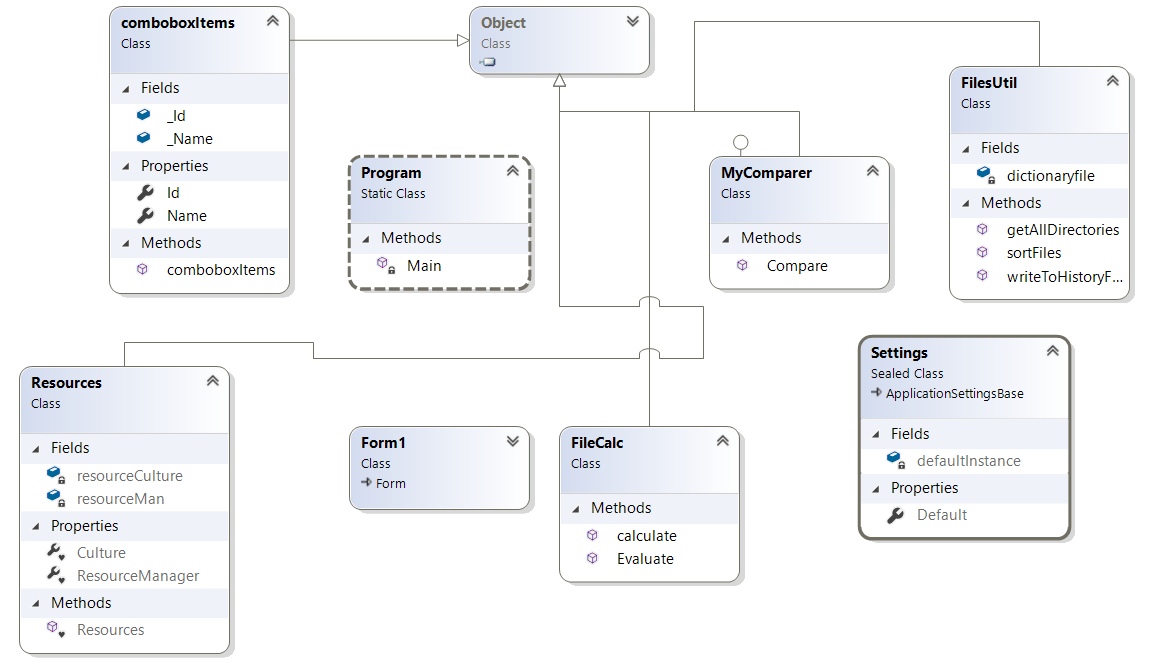 comboboxItems
Class
Fields
_Id
_Name
Properties
Id
Name
Methods
comboboxItems
Object
Class
Program
Static Class
Methods
Main
MyComparer
Class
Methods
Compare
FilesUtil
Class
Fields
dictionaryfile
Methods
getAllDirectories
sortFiles
writeToHistoryF...
Resources
Class
Fields
resourceCulture
resourceMan
Properties
Culture
ResourceManager
Methods
Resources
Form1
Class
Form
FileCalc
Class
Methods
calculate
Evaluate
Settings
Sealed Class
ApplicationSettingsBase
Fields
defaultInstance
Properties
Default